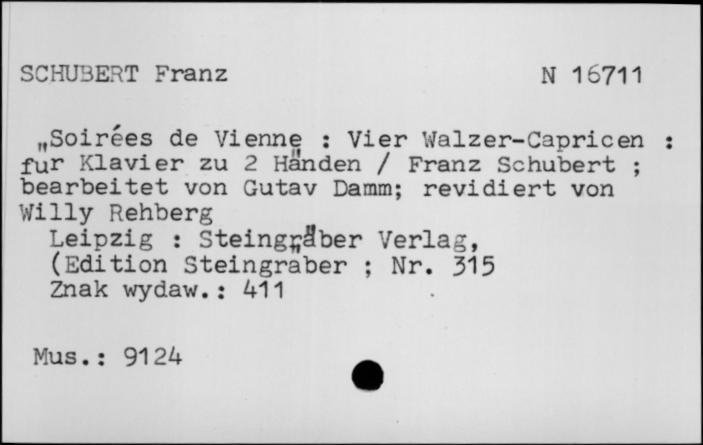 SCHUBERT Franz N 16711
„Soirées de Vienne : Vier Walzer-Capricen :
fur Klavier zu 2 Händen / Franz Schubert ;
bearbeitet von Gutav Damm; revidiert von
Willy Rehberg
Leipzig : Steingräber Verlag,
(Edition Steingraber ; Nr. 315
Znak wydaw.: 411
Mus.: 9124